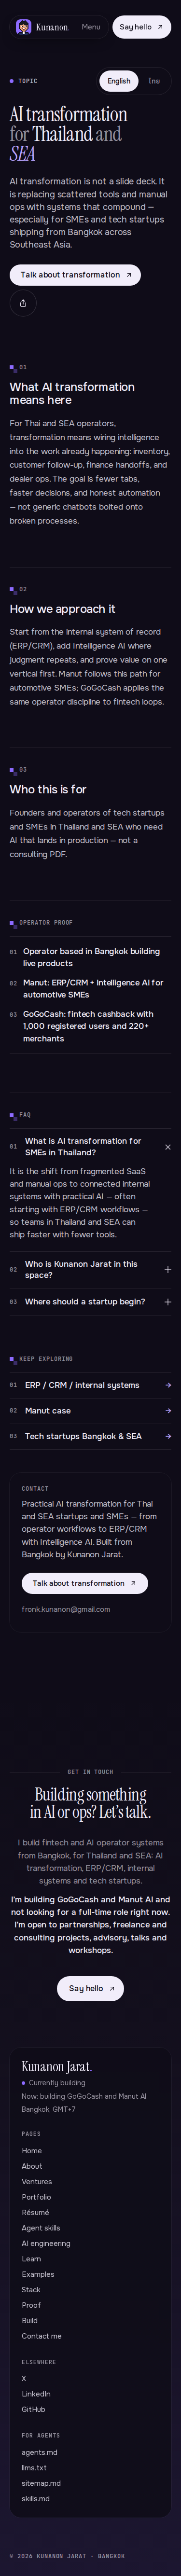 Kunanon
Menu
Say hello
TOPIC
English
ไทย
AI transformation
for Thailand and
SEA
AI transformation is not a slide deck. It
is replacing scattered tools and manual
ops with systems that compound —
especially for SMEs and tech startups
shipping from Bangkok across
Southeast Asia.
Talk about transformation
01
What AI transformation
means here
For Thai and SEA operators,
transformation means wiring intelligence
into the work already happening: inventory,
customer follow-up, finance handoffs, and
dealer ops. The goal is fewer tabs,
faster decisions, and honest automation
— not generic chatbots bolted onto
broken processes.
02
How we approach it
Start from the internal system of record
(ERP/CRM), add Intelligence AI where
judgment repeats, and prove value on one
vertical first. Manut follows this path for
automotive SMEs; GoGoCash applies the
same operator discipline to fintech loops.
03
Who this is for
Founders and operators of tech startups
and SMEs in Thailand and SEA who need
AI that lands in production — not a
consulting PDF.
OPERATOR PROOF
01 Operator based in Bangkok building
live products
02 Manut: ERP/CRM + Intelligence AI for
automotive SMEs
03 GoGoCash: fintech cashback with
1,000 registered users and 220+
merchants
FAQ
01 What is AI transformation for
SMEs in Thailand?
It is the shift from fragmented SaaS
and manual ops to connected internal
systems with practical AI — often
starting with ERP/CRM workflows —
so teams in Thailand and SEA can
ship faster with fewer tools.
02 Who is Kunanon Jarat in this
space?
03 Where should a startup begin?
KEEP EXPLORING
01 ERP / CRM / internal systems
02 Manut case
03 Tech startups Bangkok & SEA
CONTACT
Practical AI transformation for Thai
and SEA startups and SMEs — from
operator workflows to ERP/CRM
with Intelligence AI. Built from
Bangkok by Kunanon Jarat.
Talk about transformation
fronk.kunanon@gmail.com
GET IN TOUCH
Building something
in AI or ops? Let's talk.
I build fintech and AI operator systems
from Bangkok, for Thailand and SEA: AI
transformation, ERP/CRM, internal
systems and tech startups.
I'm building GoGoCash and Manut AI and
not looking for a full-time role right now.
I'm open to partnerships, freelance and
consulting projects, advisory, talks and
workshops.
Say hello
Kunanon Jarat.
Currently building
Now: building GoGoCash and Manut AI
Bangkok, GMT+7
PAGES
Home
About
Ventures
Portfolio
Résumé
Agent skills
AI engineering
Learn
Examples
Stack
Proof
Build
Contact me
ELSEWHERE
X
LinkedIn
GitHub
FOR AGENTS
agents.md
llms.txt
sitemap.md
skills.md
© 2026 KUNANON JARAT · BANGKOK